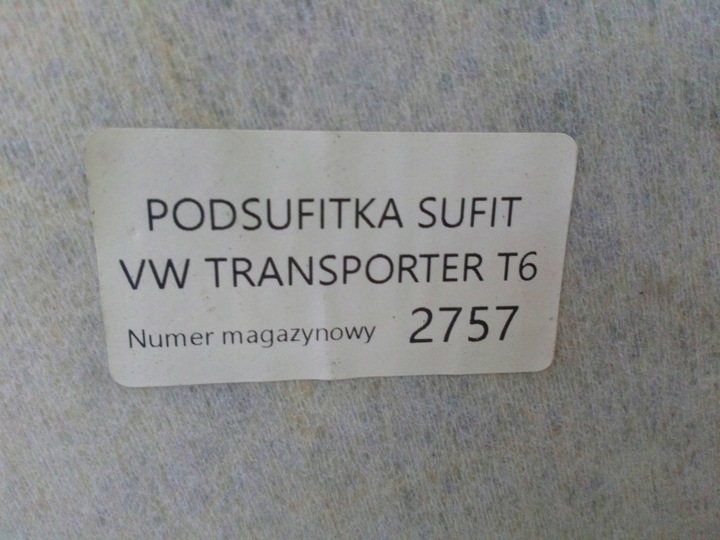 PODSUFITKA SUFIT
VW TRANSPORTER T6
Numer magazynowy 2757